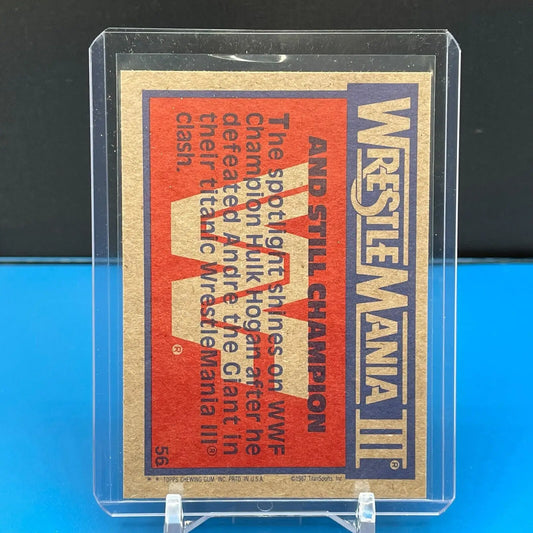 WRESTLEMANIA III®
AND STILL CHAMPION
The spotlight shines on WWF
Champion Hulk Hogan after he
defeated Andre the Giant in
their titanic WrestleMania III®
clash.
W ®
56
* * TOPPS CHEWING GUM, INC. PRTD. IN U.S.A.
©1987 TitanSports, Inc.